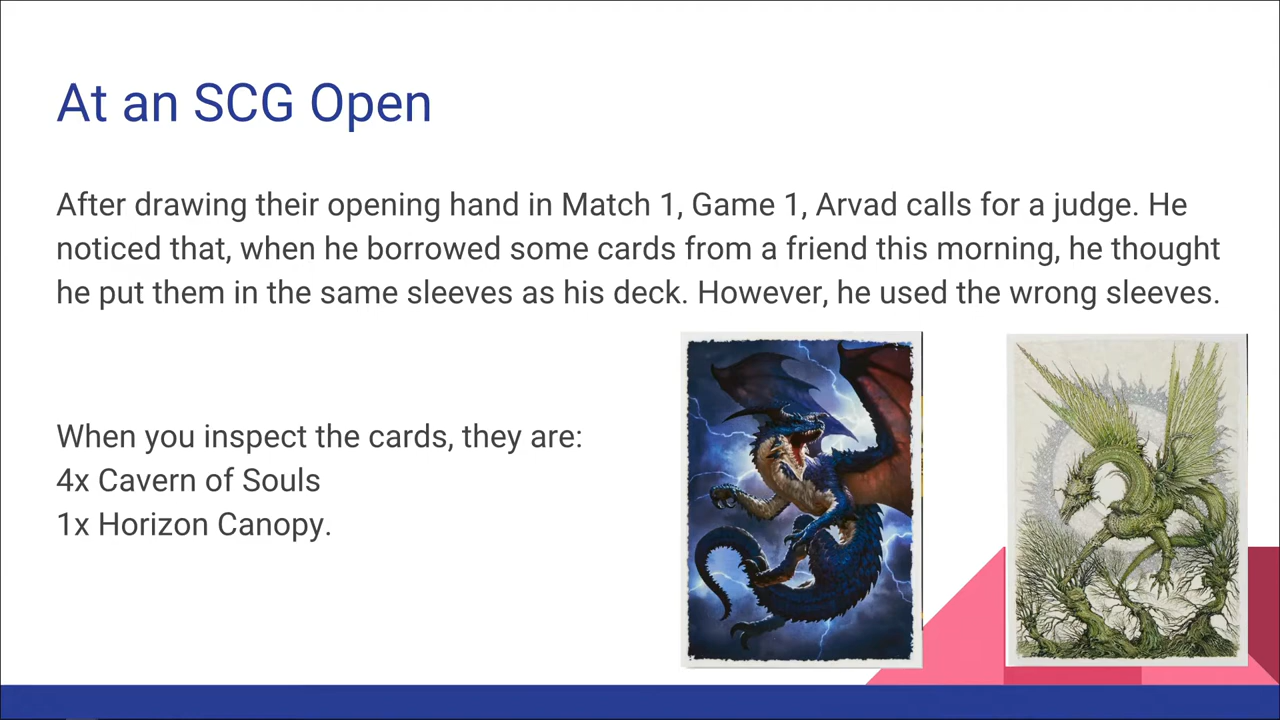 At an SCG Open
After drawing their opening hand in Match 1, Game 1, Arvad calls for a judge. He
noticed that, when he borrowed some cards from a friend this morning, he thought
he put them in the same sleeves as his deck. However, he used the wrong sleeves.
When you inspect the cards, they are:
4x Cavern of Souls
1x Horizon Canopy.